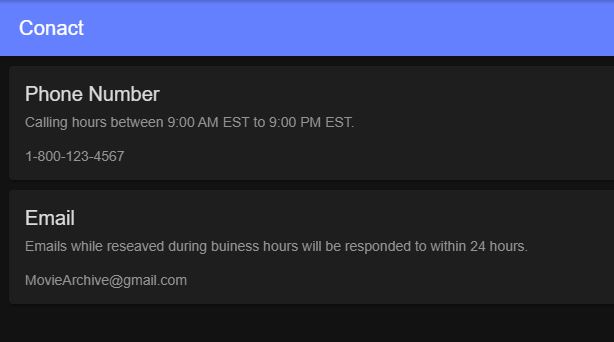 Conact
Phone Number
Calling hours between 9:00 AM EST to 9:00 PM EST.
1-800-123-4567
Email
Emails while reseaved during buiness hours will be responded to within 24 hours.
MovieArchive@gmail.com